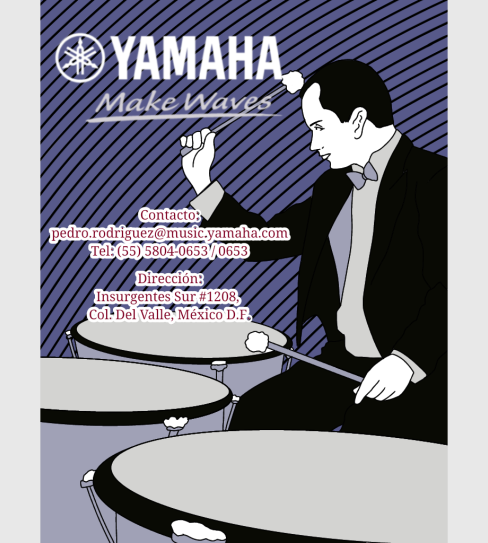 YAMAHA
Make Waves
Contacto:
pedro.rodriguez@music.yamaha.com
Tel: (55) 5804-0653 / 0653
Dirección:
Insurgentes Sur #1208,
Col. Del Valle, México D.F.